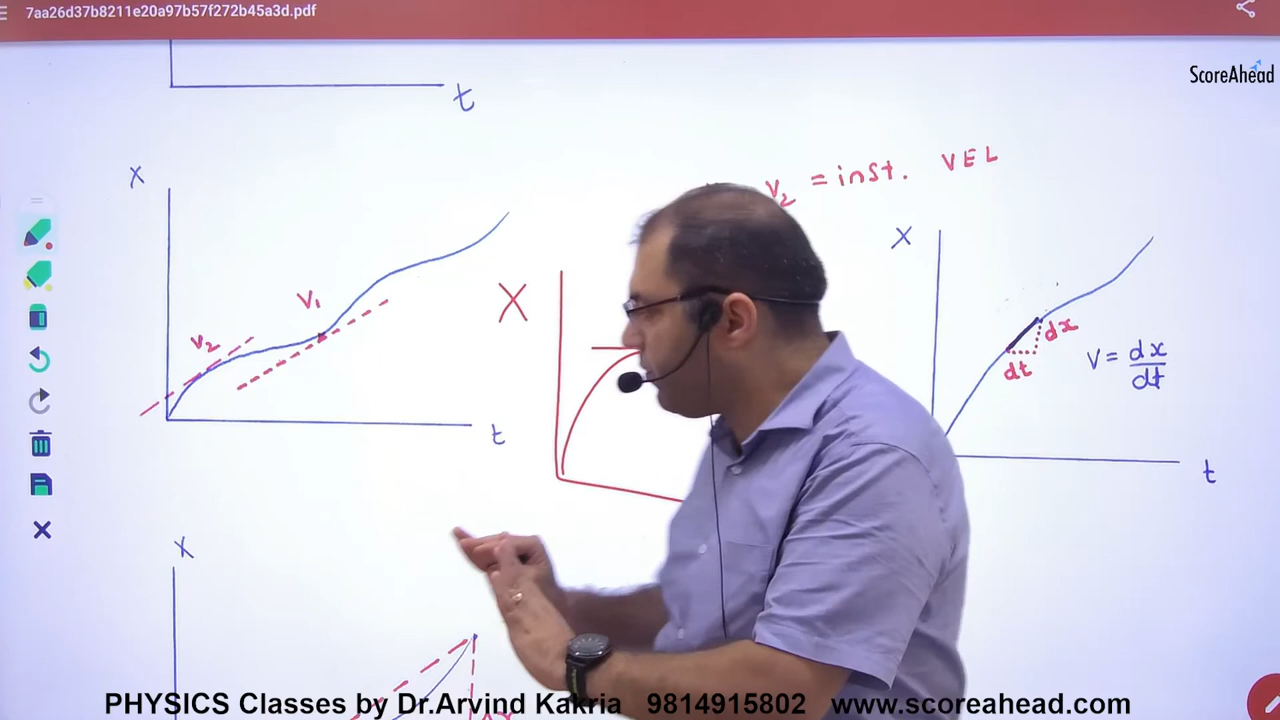 7aa26d37b8211e20a97b57f272b45a3d.pdf
ScoreAhead
t
X
V₂ = inst. VEL
V₁
V₂
t
X
X
dx
dt
V = dx/dt
t
X
PHYSICS Classes by Dr.Arvind Kakria 9814915802 www.scoreahead.com